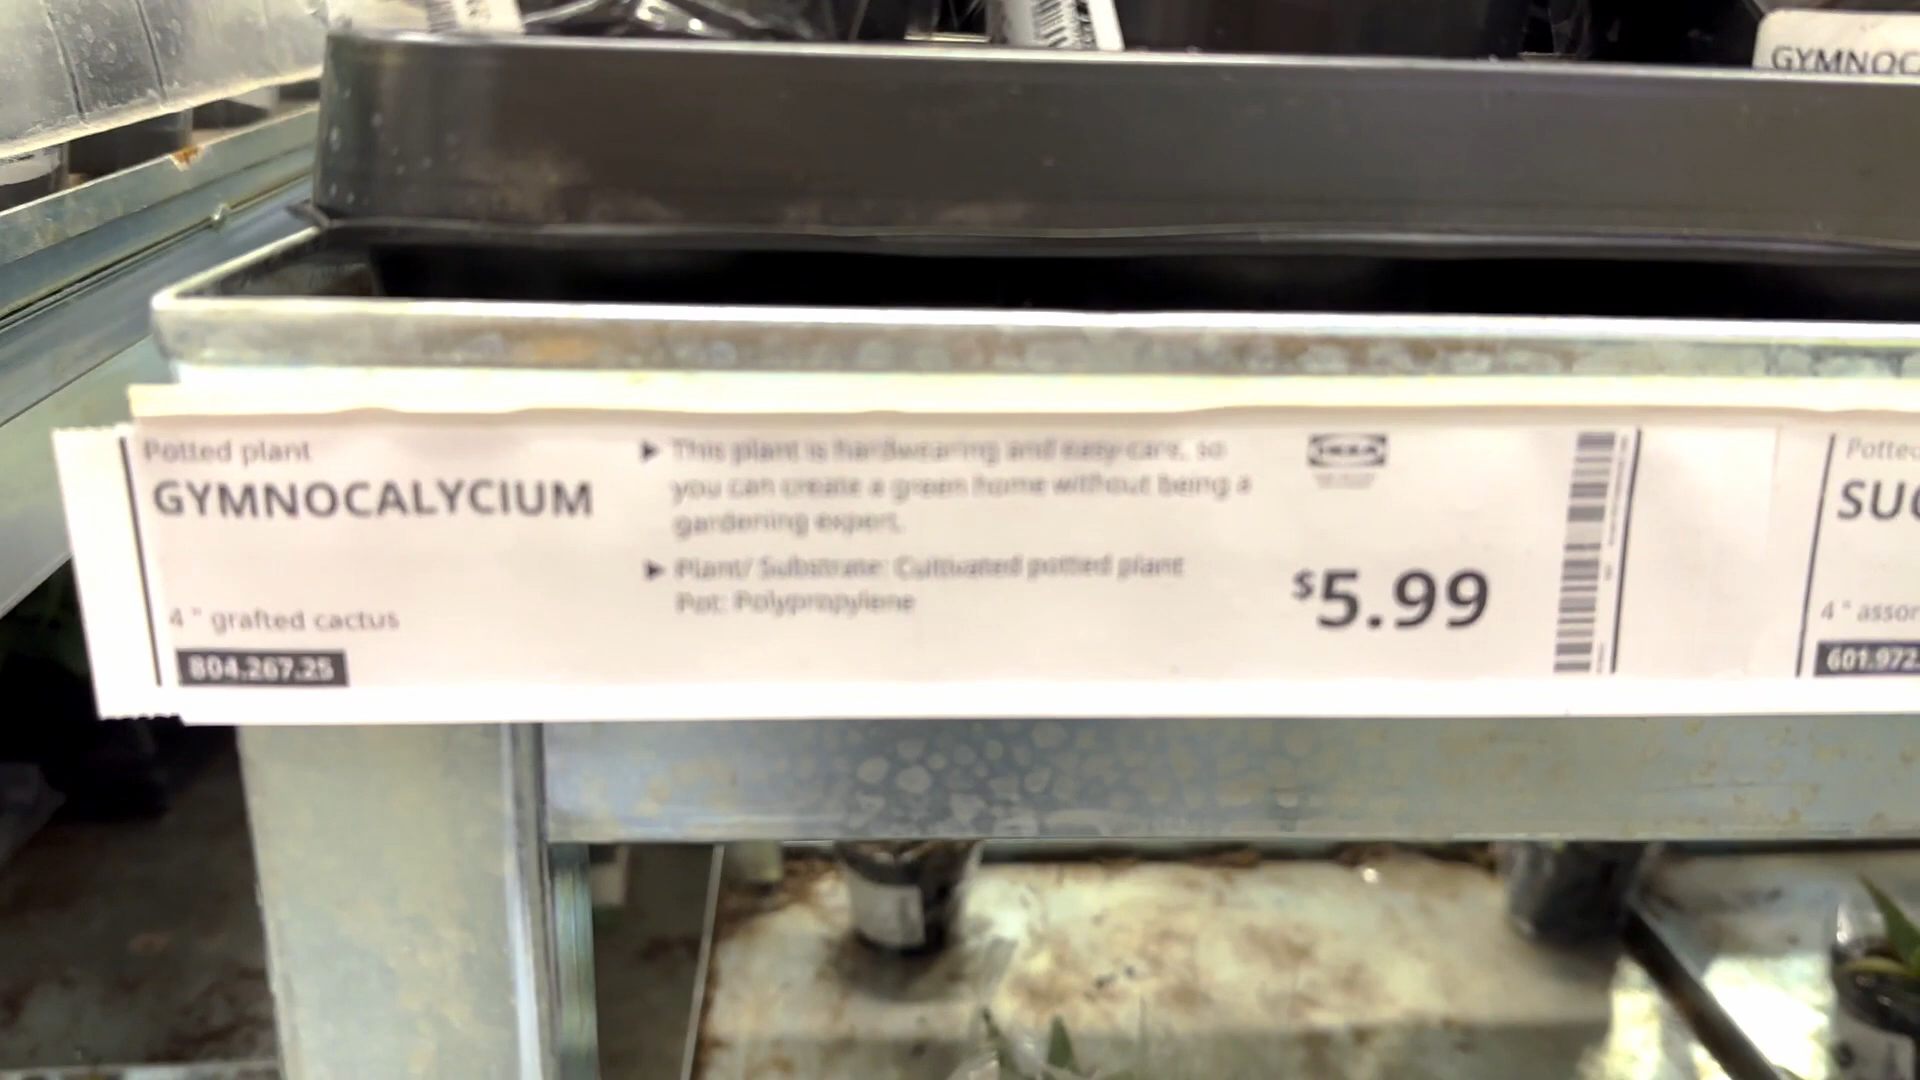 GYMNOC
Potted plant
GYMNOCALYCIUM
4 " grafted cactus
804.267.25
▶ This plant is hardwearing and easy-care, so
you can create a green home without being a
gardening expert.
▶ Plant/ Substrate: Cultivated potted plant
Pot: Polypropylene
IKEA
$5.99
Potted
SUC
4 " assor
601.972.